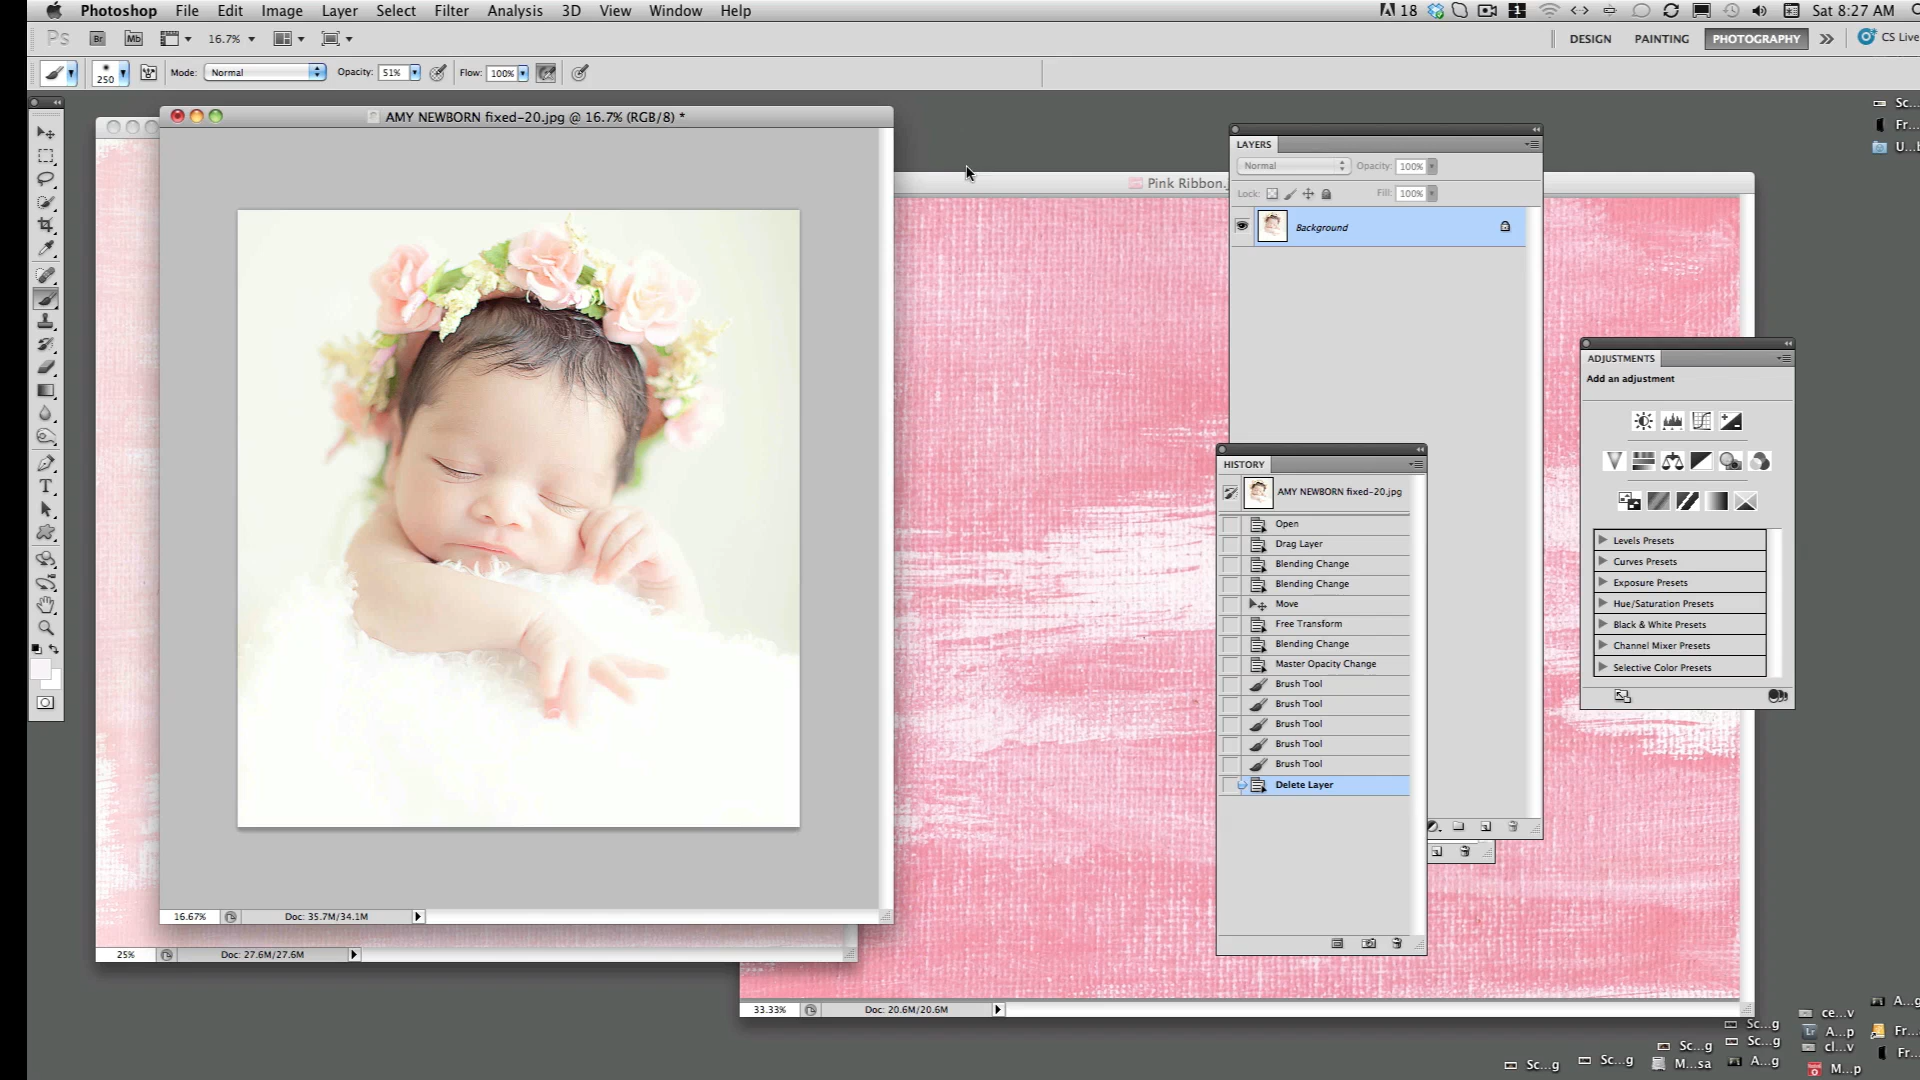 Photoshop File Edit Image Layer Select Filter Analysis 3D View Window Help
18 1 Sat 8:27 AM
Ps Br Mb 16.7% DESIGN PAINTING PHOTOGRAPHY CS Live
250 Mode: Normal Opacity: 51% Flow: 100%
AMY NEWBORN fixed-20.jpg @ 16.7% (RGB/8) *
Pink Ribbon.
LAYERS
Normal Opacity: 100%
Lock: Fill: 100%
Background
HISTORY
AMY NEWBORN fixed-20.jpg
Open
Drag Layer
Blending Change
Blending Change
Move
Free Transform
Blending Change
Master Opacity Change
Brush Tool
Brush Tool
Brush Tool
Brush Tool
Brush Tool
Delete Layer
ADJUSTMENTS
Add an adjustment
Levels Presets
Curves Presets
Exposure Presets
Hue/Saturation Presets
Black & White Presets
Channel Mixer Presets
Selective Color Presets
16.67% Doc: 35.7M/34.1M
25% Doc: 27.6M/27.6M
33.33% Doc: 20.6M/20.6M
Sc...
Fr...
U...
A...g
ce...v
Sc...g
A...p
Fr...
Sc...g
cl...v
Sc...g
Fr...
Sc...g
Sc...g
M...sa
A...g
M...p